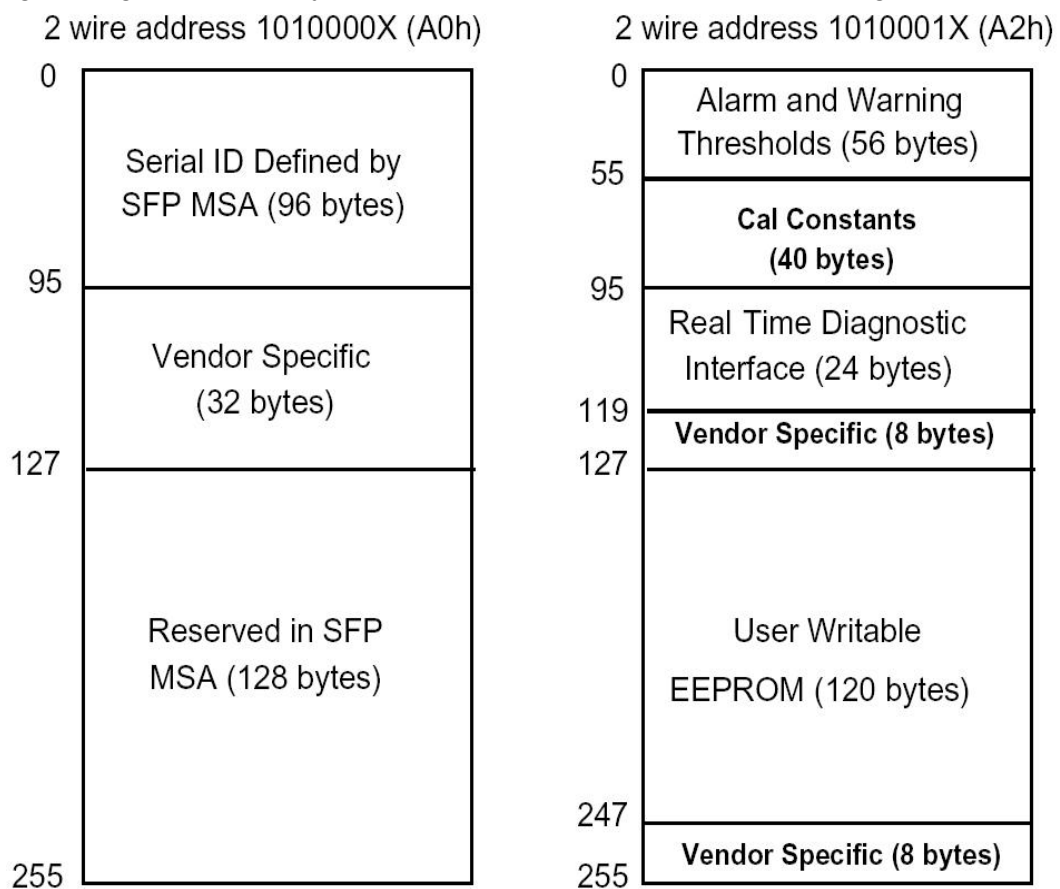 2 wire address 1010000X (A0h)
0
Serial ID Defined by
SFP MSA (96 bytes)
95
Vendor Specific
(32 bytes)
127
Reserved in SFP
MSA (128 bytes)
255
2 wire address 1010001X (A2h)
0
Alarm and Warning
Thresholds (56 bytes)
55
Cal Constants
(40 bytes)
95
Real Time Diagnostic
Interface (24 bytes)
119
Vendor Specific (8 bytes)
127
User Writable
EEPROM (120 bytes)
247
Vendor Specific (8 bytes)
255